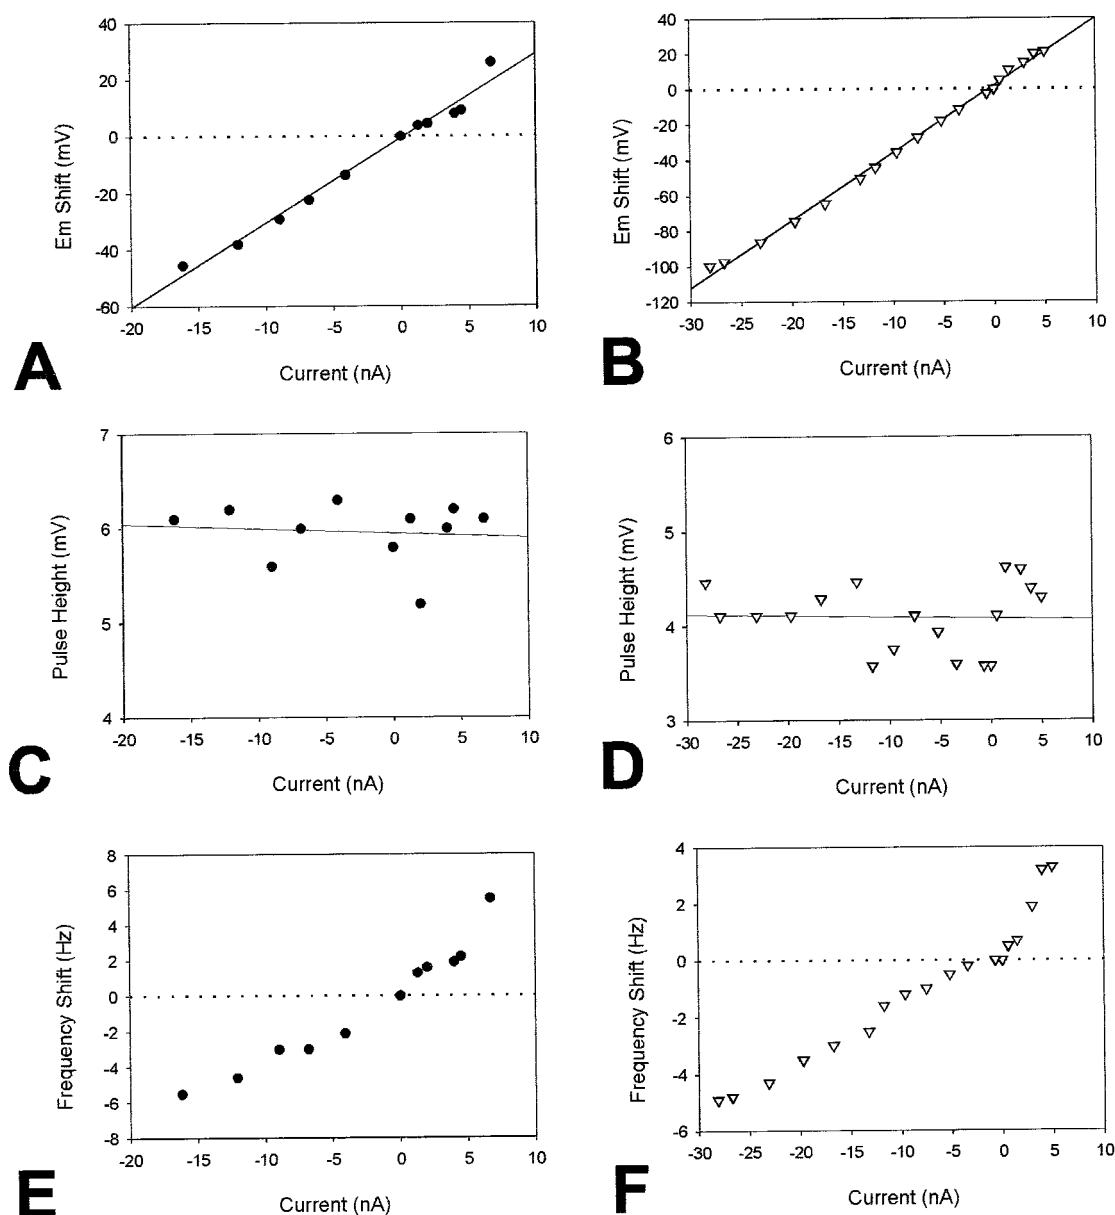 40
20
0
-20
-40
-60
Em Shift (mV)
-20 -15 -10 -5 0 5 10
Current (nA)
A
40
20
0
-20
-40
-60
-80
-100
-120
Em Shift (mV)
-30 -25 -20 -15 -10 -5 0 5 10
Current (nA)
B
7
6
5
4
Pulse Height (mV)
-20 -15 -10 -5 0 5 10
Current (nA)
C
6
5
4
3
Pulse Height (mV)
-30 -25 -20 -15 -10 -5 0 5 10
Current (nA)
D
8
6
4
2
0
-2
-4
-6
-8
Frequency Shift (Hz)
-20 -15 -10 -5 0 5 10
Current (nA)
E
4
2
0
-2
-4
-6
Frequency Shift (Hz)
-30 -25 -20 -15 -10 -5 0 5 10
Current (nA)
F